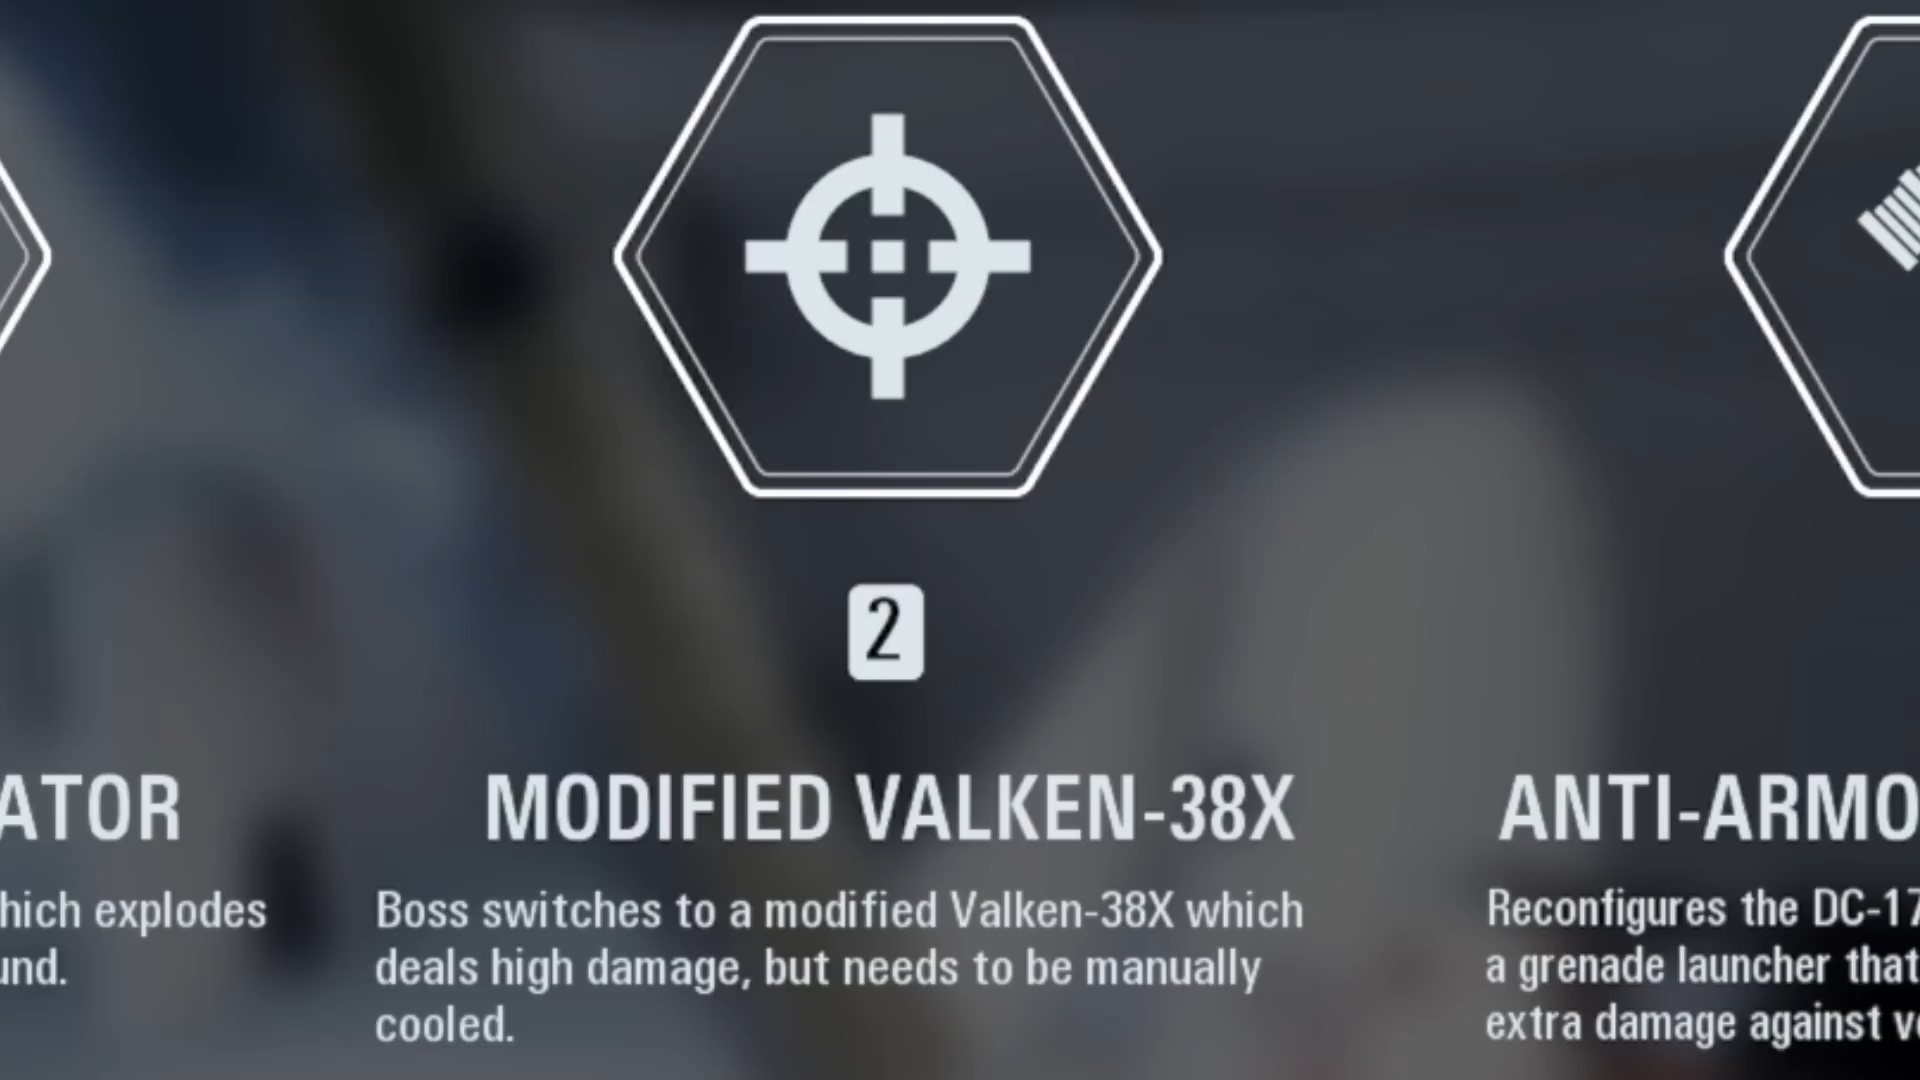 2
ATOR
MODIFIED VALKEN-38X
ANTI-ARMO
hich explodes
und.
Boss switches to a modified Valken-38X which
deals high damage, but needs to be manually
cooled.
Reconfigures the DC-17
a grenade launcher that
extra damage against ve